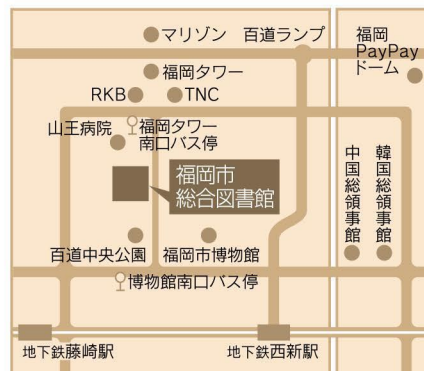 マリゾン
百道ランプ
福岡
PayPay
ドーム
福岡タワー
RKB
TNC
山王病院
福岡タワー
南口バス停
福岡市
総合図書館
中国総領事館
韓国総領事館
百道中央公園
福岡市博物館
博物館南口バス停
地下鉄藤崎駅
地下鉄西新駅